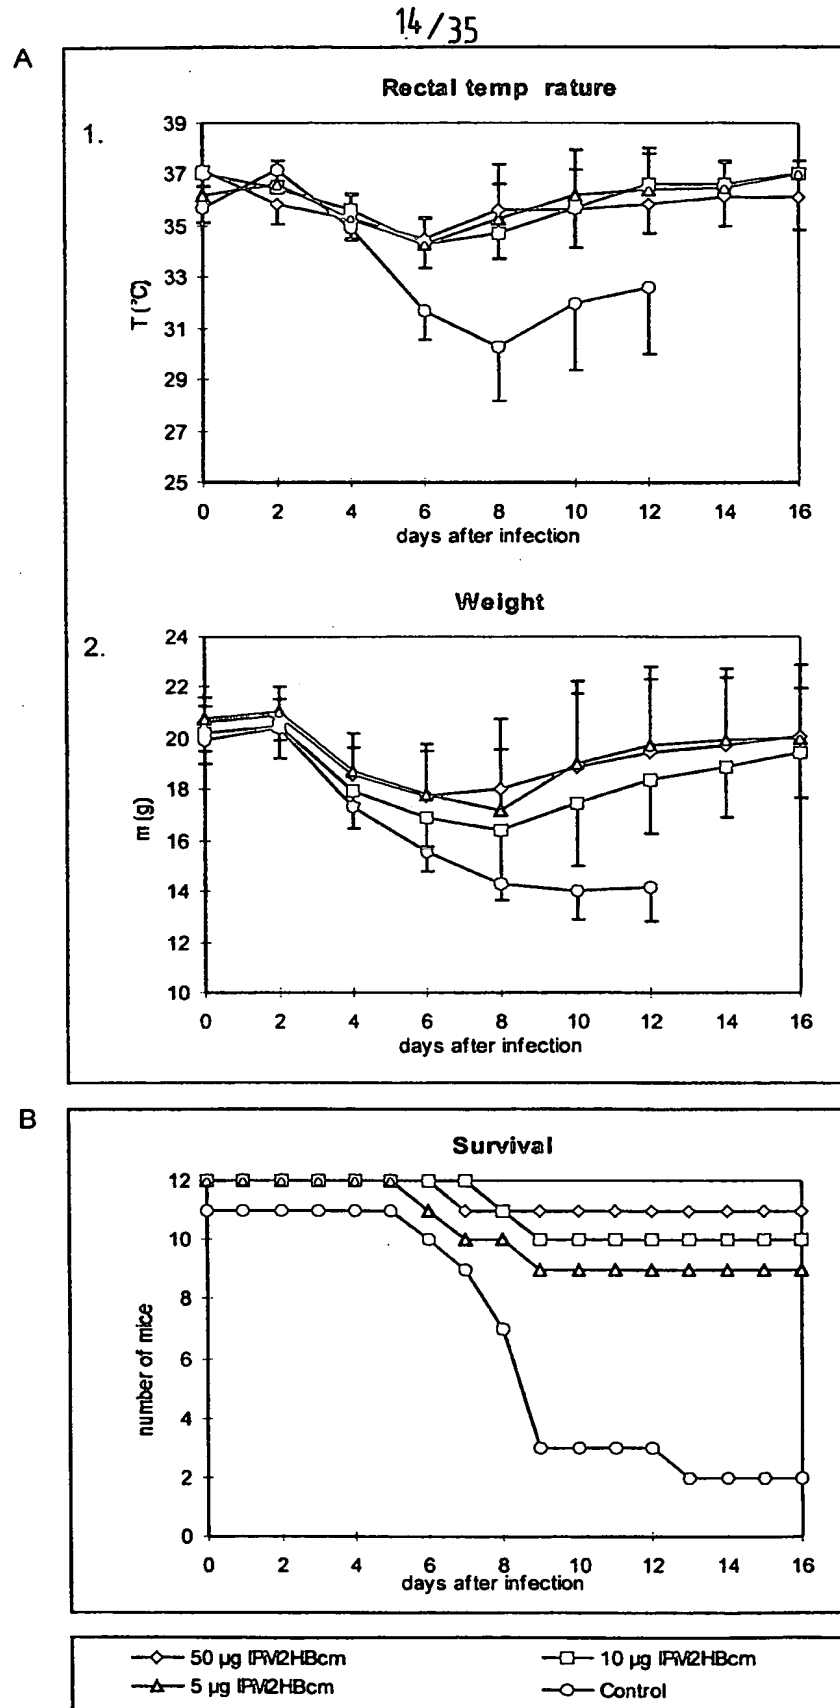 14/35
A
Rectal temp rature
1.
39
37
35
33
31
29
27
25
T (°C)
0 2 4 6 8 10 12 14 16
days after infection
Weight
2.
24
22
20
18
16
14
12
10
m (g)
0 2 4 6 8 10 12 14 16
days after infection
B
Survival
12
10
8
6
4
2
0
number of mice
0 2 4 6 8 10 12 14 16
days after infection
50 µg IPM2HBcm
10 µg IPM2HBcm
5 µg IPM2HBcm
Control